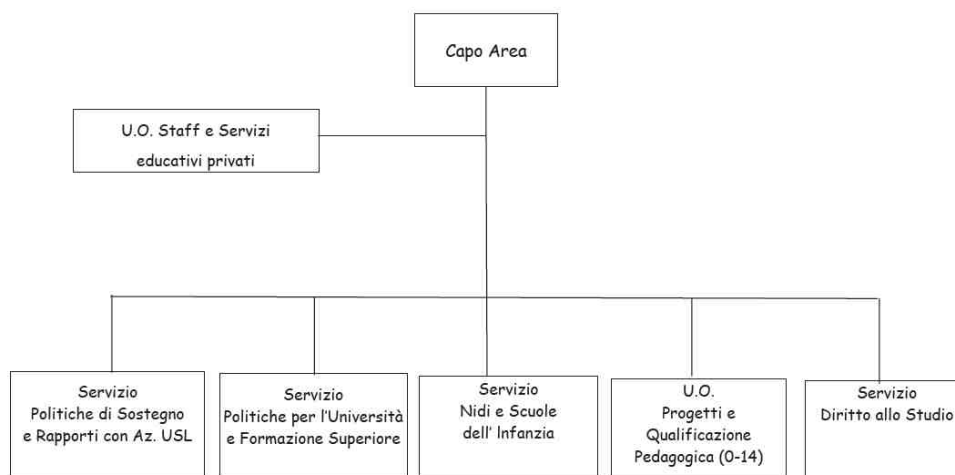 Capo Area
U.O. Staff e Servizi
educativi privati
Servizio
Politiche di Sostegno
e Rapporti con Az. USL
Servizio
Politiche per l'Università
e Formazione Superiore
Servizio
Nidi e Scuole
dell' Infanzia
U.O.
Progetti e
Qualificazione
Pedagogica (0-14)
Servizio
Diritto allo Studio